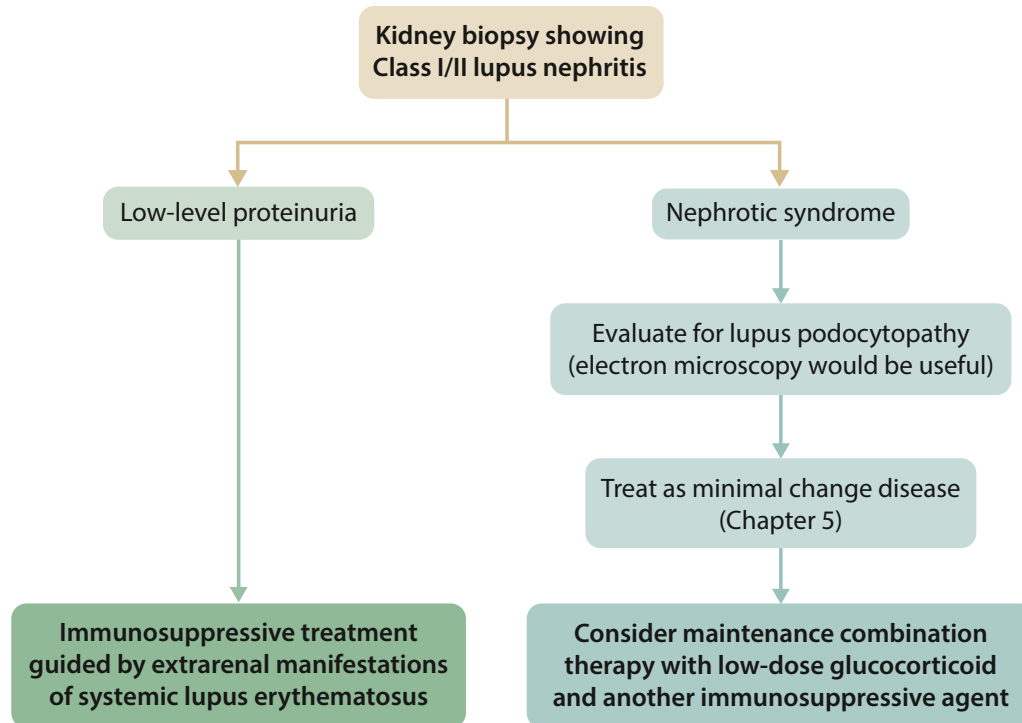 Kidney biopsy showing
Class I/II lupus nephritis
Low-level proteinuria
Nephrotic syndrome
Evaluate for lupus podocytopathy
(electron microscopy would be useful)
Treat as minimal change disease
(Chapter 5)
Immunosuppressive treatment
guided by extrarenal manifestations
of systemic lupus erythematosus
Consider maintenance combination
therapy with low-dose glucocorticoid
and another immunosuppressive agent